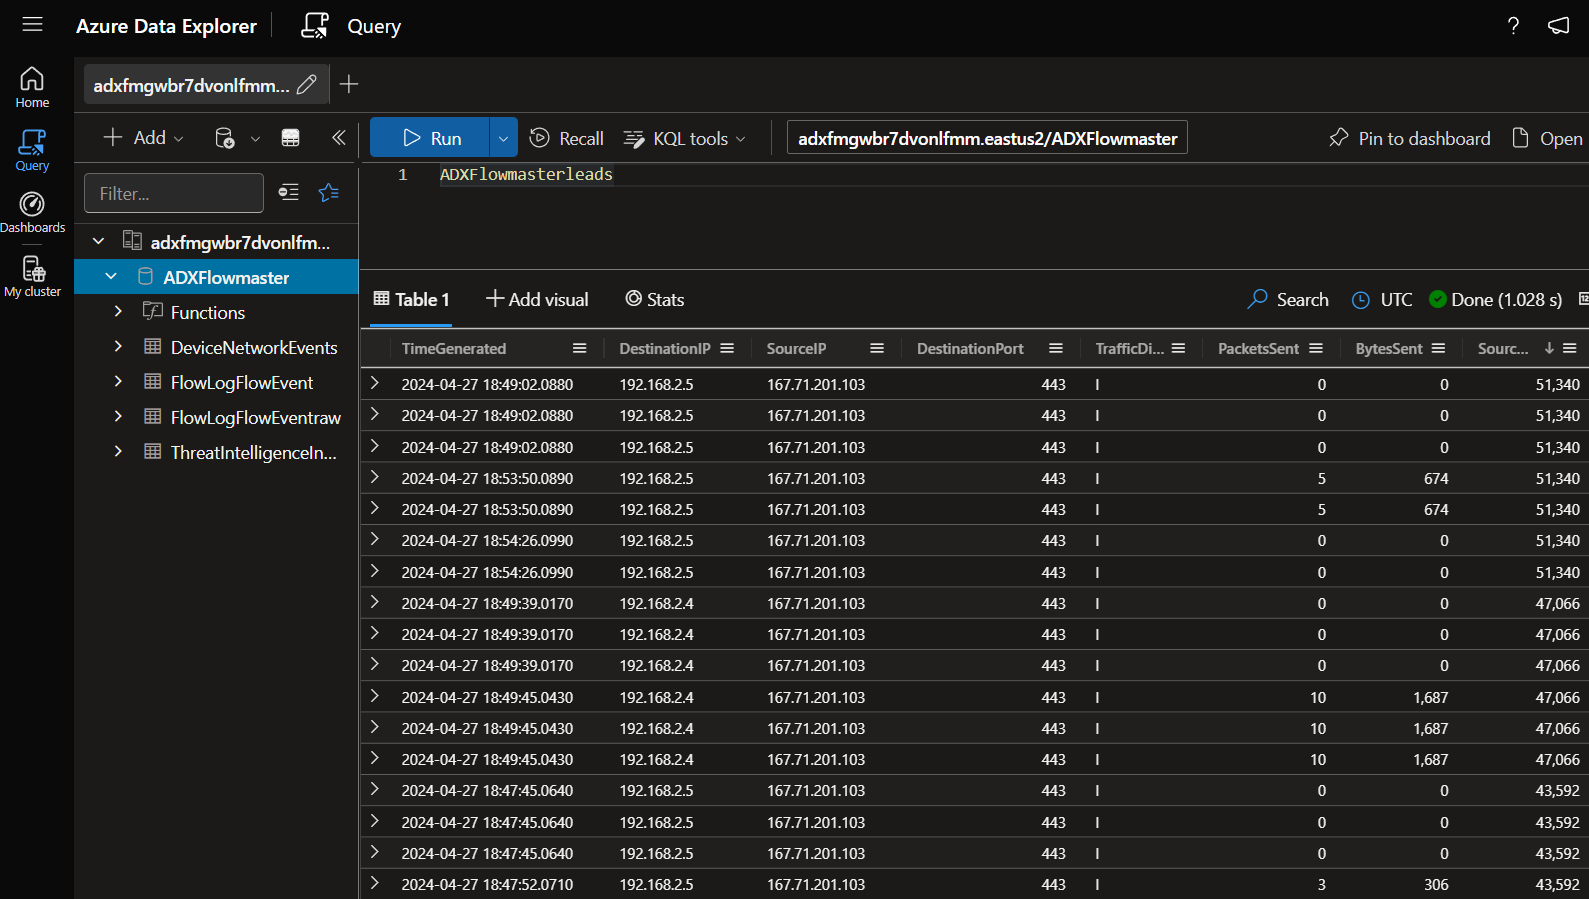 Azure Data Explorer
Query
adxfmgwbr7dvonlfmm...
Home
Query
Dashboards
My cluster
Add
Filter...
adxfmgwbr7dvonlfm...
ADXFlowmaster
Functions
DeviceNetworkEvents
FlowLogFlowEvent
FlowLogFlowEventraw
ThreatIntelligenceIn...
Run Recall KQL tools adxfmgwbr7dvonlfmm.eastus2/ADXFlowmaster Pin to dashboard Open
1 ADXFlowmasterleads
Table 1 Add visual Stats Search UTC Done (1.028 s)
TimeGenerated DestinationIP SourceIP DestinationPort TrafficDi... PacketsSent BytesSent Sourc...
2024-04-27 18:49:02.0880 192.168.2.5 167.71.201.103 443 I 0 0 51,340
2024-04-27 18:49:02.0880 192.168.2.5 167.71.201.103 443 I 0 0 51,340
2024-04-27 18:49:02.0880 192.168.2.5 167.71.201.103 443 I 0 0 51,340
2024-04-27 18:53:50.0890 192.168.2.5 167.71.201.103 443 I 5 674 51,340
2024-04-27 18:53:50.0890 192.168.2.5 167.71.201.103 443 I 5 674 51,340
2024-04-27 18:54:26.0990 192.168.2.5 167.71.201.103 443 I 0 0 51,340
2024-04-27 18:54:26.0990 192.168.2.5 167.71.201.103 443 I 0 0 51,340
2024-04-27 18:49:39.0170 192.168.2.4 167.71.201.103 443 I 0 0 47,066
2024-04-27 18:49:39.0170 192.168.2.4 167.71.201.103 443 I 0 0 47,066
2024-04-27 18:49:39.0170 192.168.2.4 167.71.201.103 443 I 0 0 47,066
2024-04-27 18:49:45.0430 192.168.2.4 167.71.201.103 443 I 10 1,687 47,066
2024-04-27 18:49:45.0430 192.168.2.4 167.71.201.103 443 I 10 1,687 47,066
2024-04-27 18:49:45.0430 192.168.2.4 167.71.201.103 443 I 10 1,687 47,066
2024-04-27 18:47:45.0640 192.168.2.5 167.71.201.103 443 I 0 0 43,592
2024-04-27 18:47:45.0640 192.168.2.5 167.71.201.103 443 I 0 0 43,592
2024-04-27 18:47:45.0640 192.168.2.5 167.71.201.103 443 I 0 0 43,592
2024-04-27 18:47:52.0710 192.168.2.5 167.71.201.103 443 I 3 306 43,592